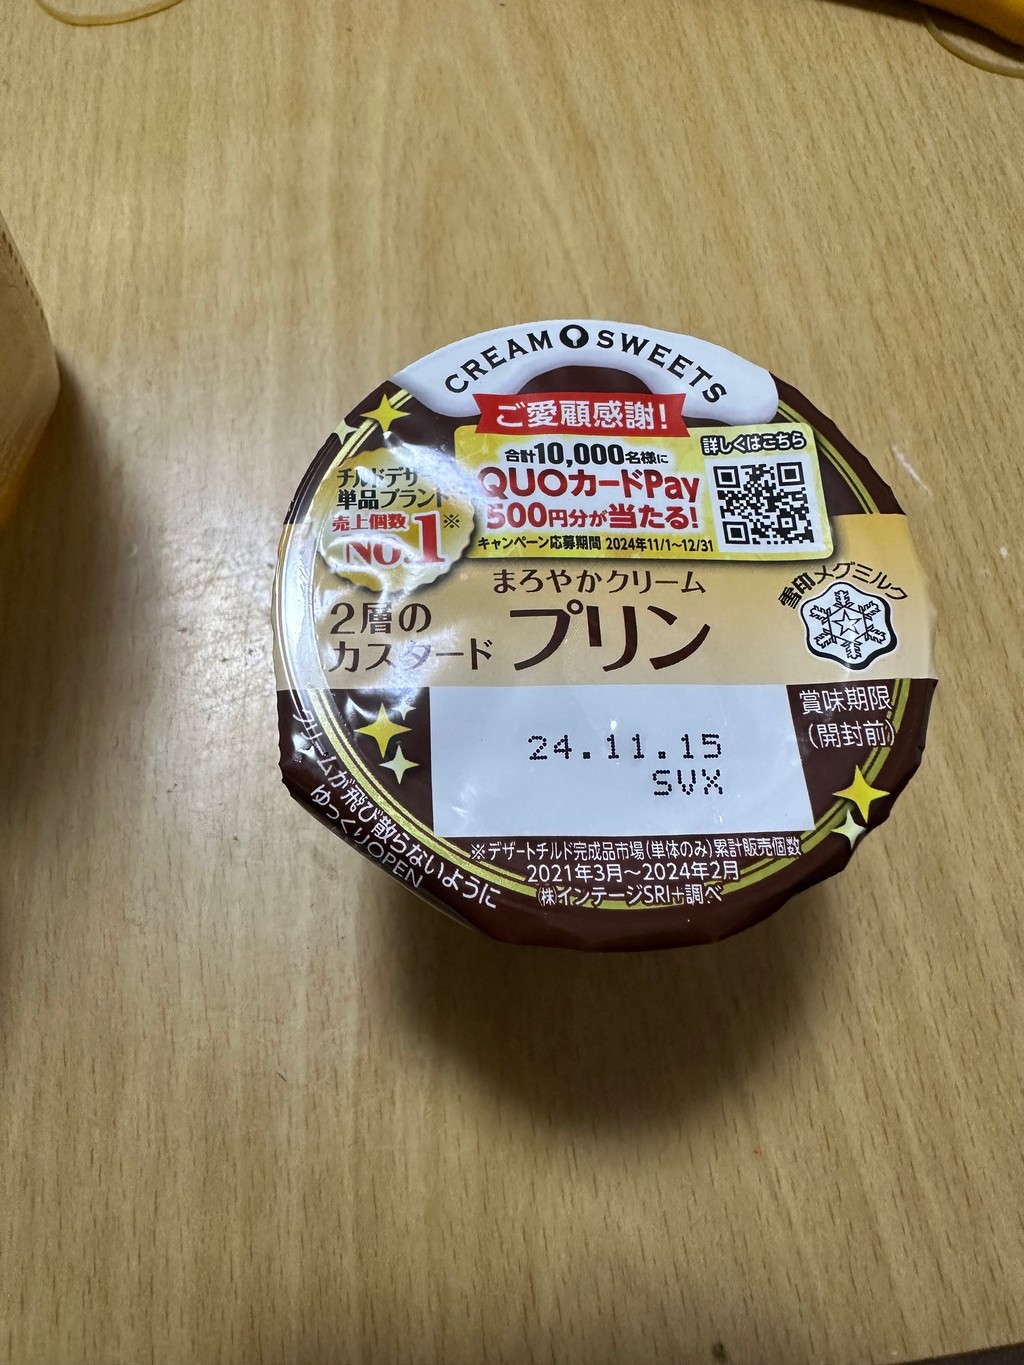 CREAM SWEETS
ご愛顧感謝!
合計10,000名様に
QUOカードPay
500円分が当たる!
キャンペーン応募期間 2024年11/1~12/31
詳しくはこちら
チルドデザート
単品ブランド
売上個数※
NO.1
まろやかクリーム
2層の
カスタード
プリン
雪印メグミルク
賞味期限
(開封前)
24.11.15
SVX
クリームが飛び散らないように
ゆっくりOPEN
※デザートチルド完成品市場(単体のみ)累計販売個数
2021年3月~2024年2月
㈱インテージSRI+調べ